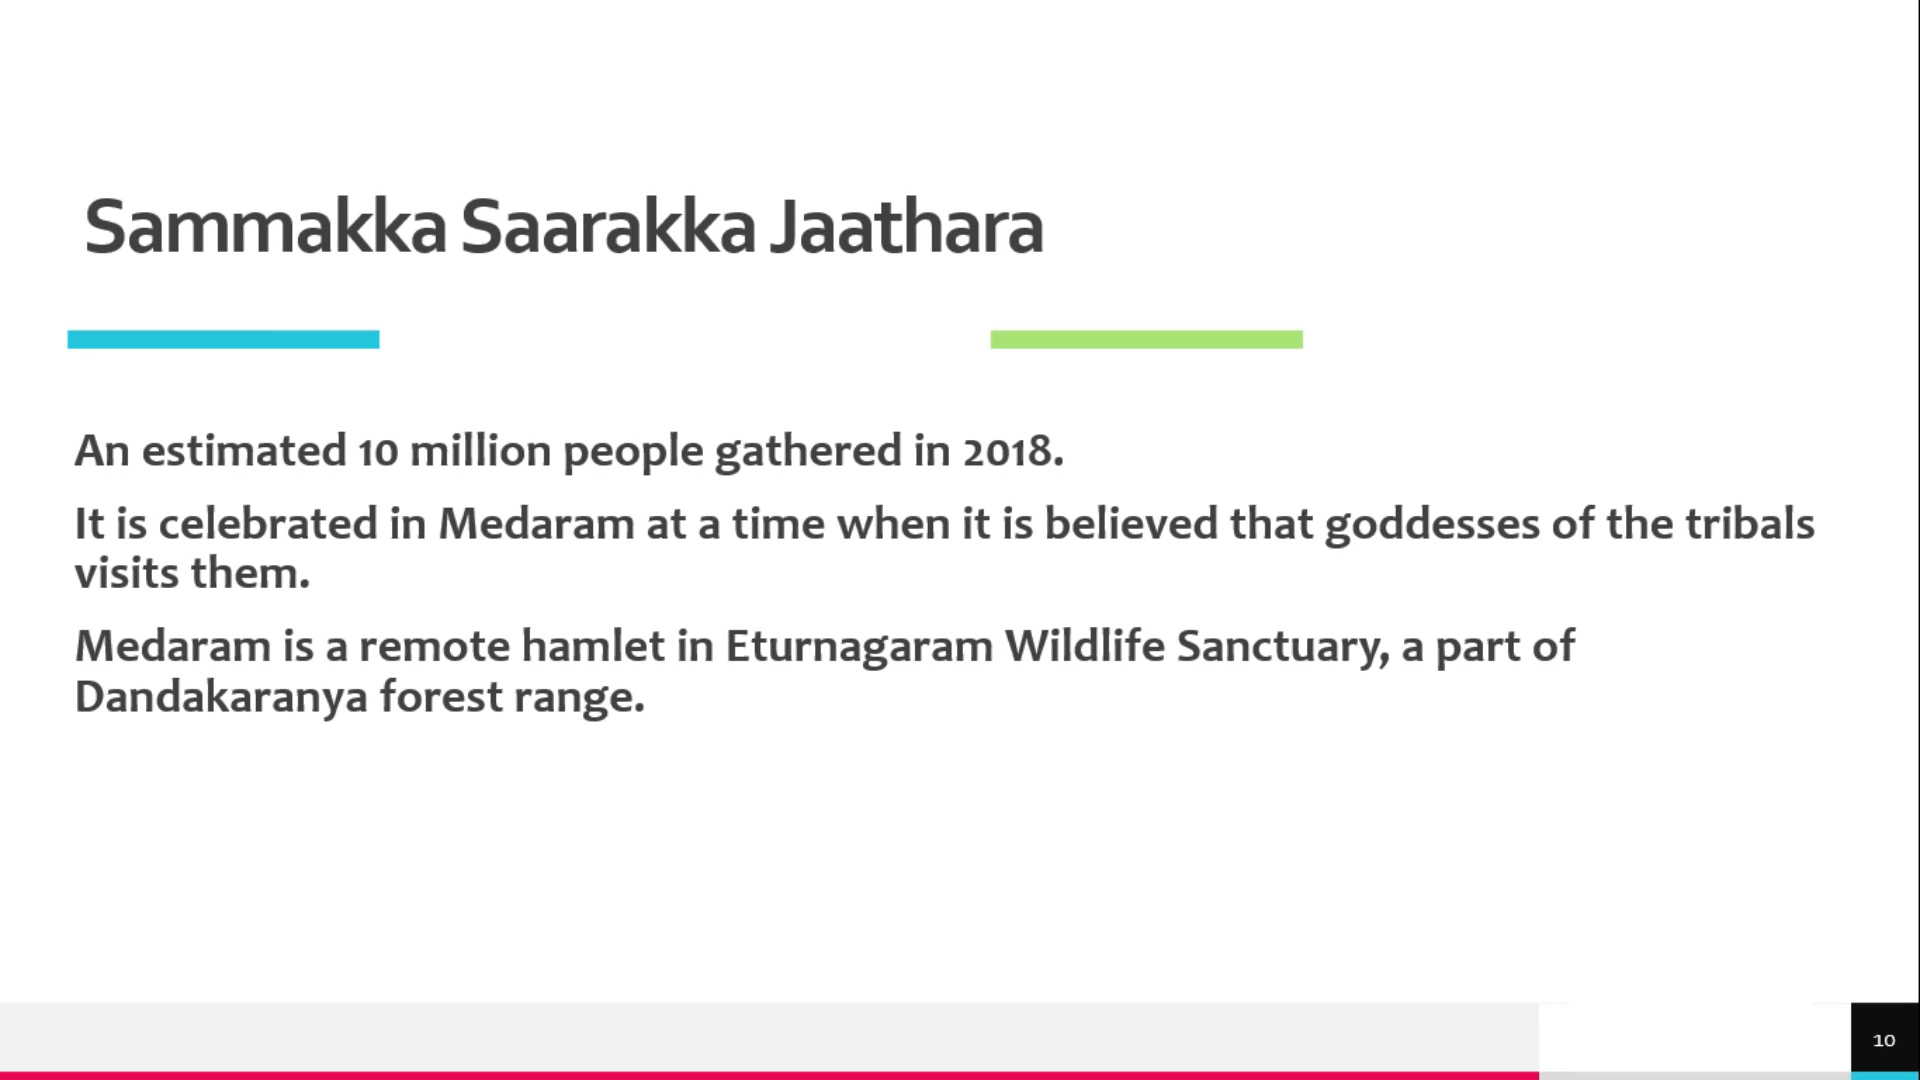 Sammakka Saarakka Jaathara
An estimated 10 million people gathered in 2018.
It is celebrated in Medaram at a time when it is believed that goddesses of the tribals
visits them.
Medaram is a remote hamlet in Eturnagaram Wildlife Sanctuary, a part of
Dandakaranya forest range.
10